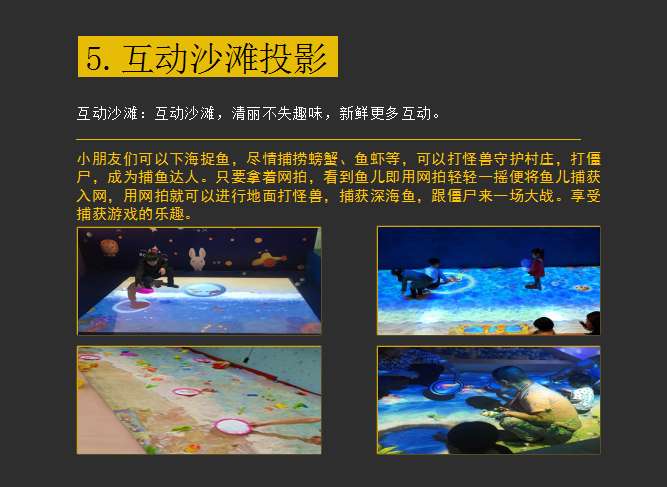 5. 互动沙滩投影
互动沙滩：互动沙滩，清丽不失趣味，新鲜更多互动。
小朋友们可以下海捉鱼，尽情捕捞螃蟹、鱼虾等，可以打怪兽守护村庄，打僵
尸，成为捕鱼达人。只要拿着网拍，看到鱼儿即用网拍轻轻一摇便将鱼儿捕获
入网，用网拍就可以进行地面打怪兽，捕获深海鱼，跟僵尸来一场大战。享受
捕获游戏的乐趣。